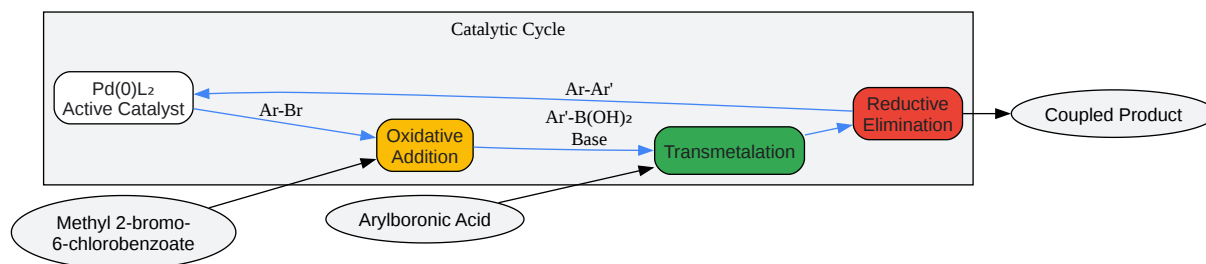 Catalytic Cycle
Pd(0)L₂
Active Catalyst
Ar-Br
Oxidative
Addition
Ar-Ar'
Ar'-B(OH)₂
Base
Transmetalation
Reductive
Elimination
Coupled Product
Methyl 2-bromo-
6-chlorobenzoate
Arylboronic Acid